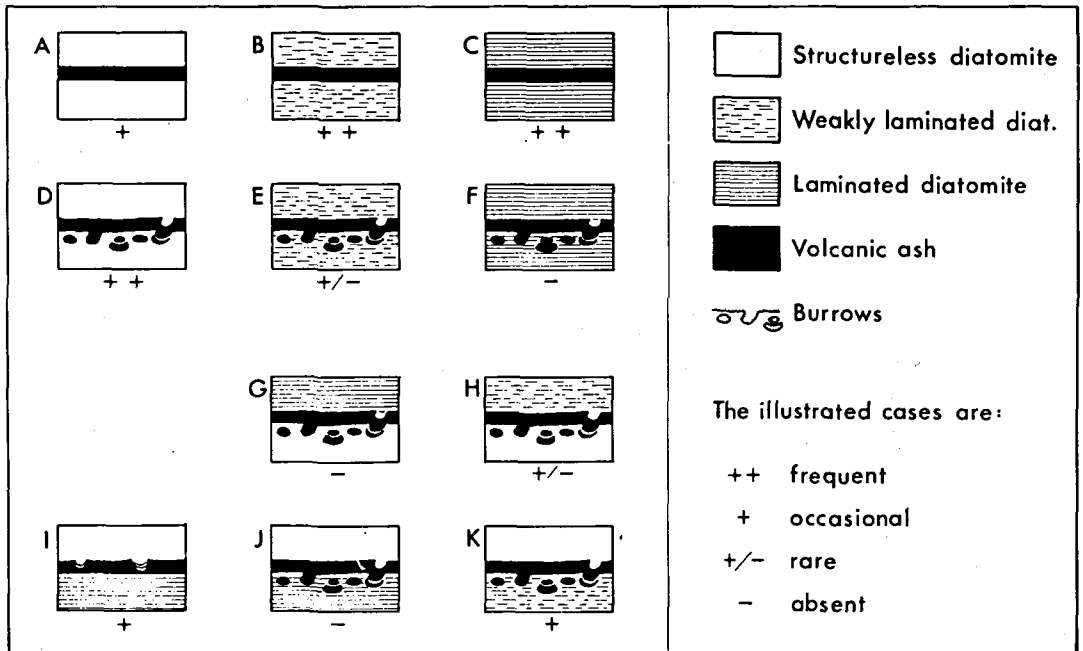 A B C
+ + + + +
D E F
+ + +/- -
G H
- +/-
I J K
+ - +
Structureless diatomite
Weakly laminated diat.
Laminated diatomite
Volcanic ash
Burrows
The illustrated cases are:
++ frequent
+ occasional
+/- rare
- absent